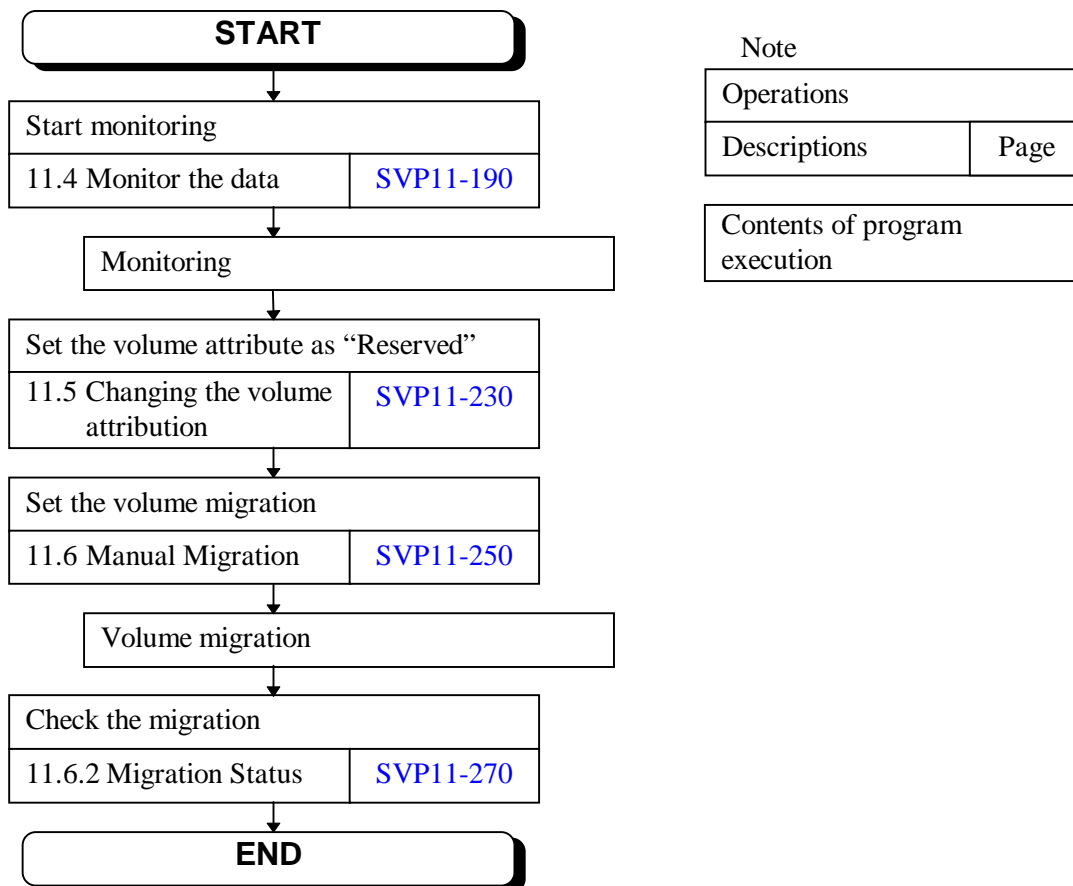 START
Start monitoring
11.4 Monitor the data SVP11-190
Monitoring
Set the volume attribute as “Reserved”
11.5 Changing the volume SVP11-230
attribution
Set the volume migration
11.6 Manual Migration SVP11-250
Volume migration
Check the migration
11.6.2 Migration Status SVP11-270
END
Note
Operations
Descriptions Page
Contents of program
execution